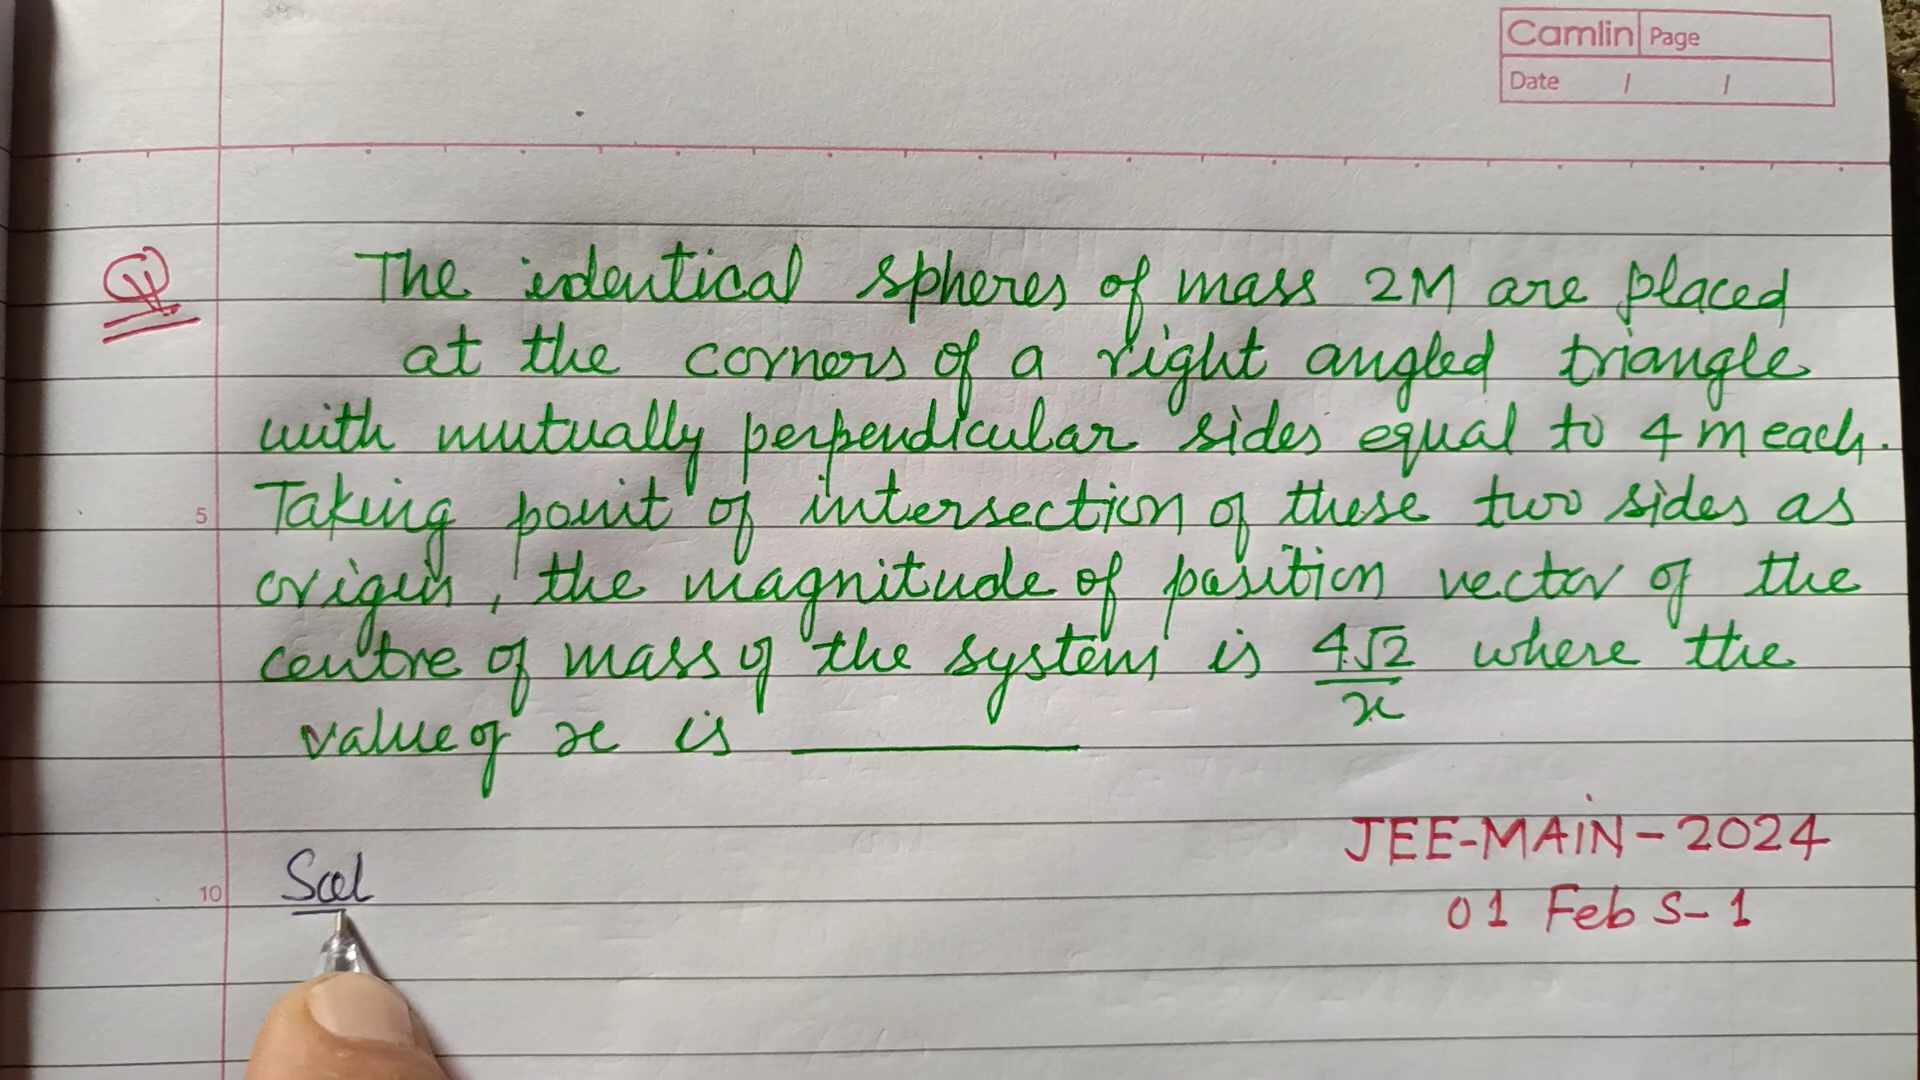 Camlin Page
Date / /
Q The identical spheres of mass 2M are placed
at the corners of a right angled triangle
with mutually perpendicular sides equal to 4 m each.
5 Taking point of intersection of these two sides as
origin, the magnitude of position vector of the
centre of mass of the system is 4√2/x where the
value of x is ________
JEE-MAIN-2024
10 Sol
01 Feb S-1